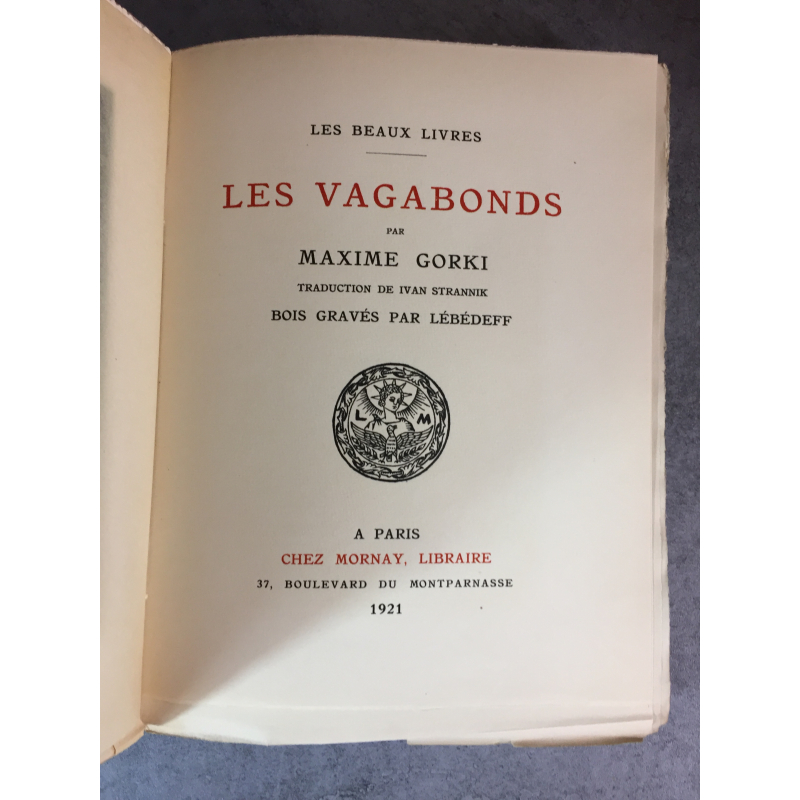 LES BEAUX LIVRES
LES VAGABONDS
PAR
MAXIME GORKI
TRADUCTION DE IVAN STRANNIK
BOIS GRAVÉS PAR LÉBÉDEFF
L M
A PARIS
CHEZ MORNAY, LIBRAIRE
37, BOULEVARD DU MONTPARNASSE
1921